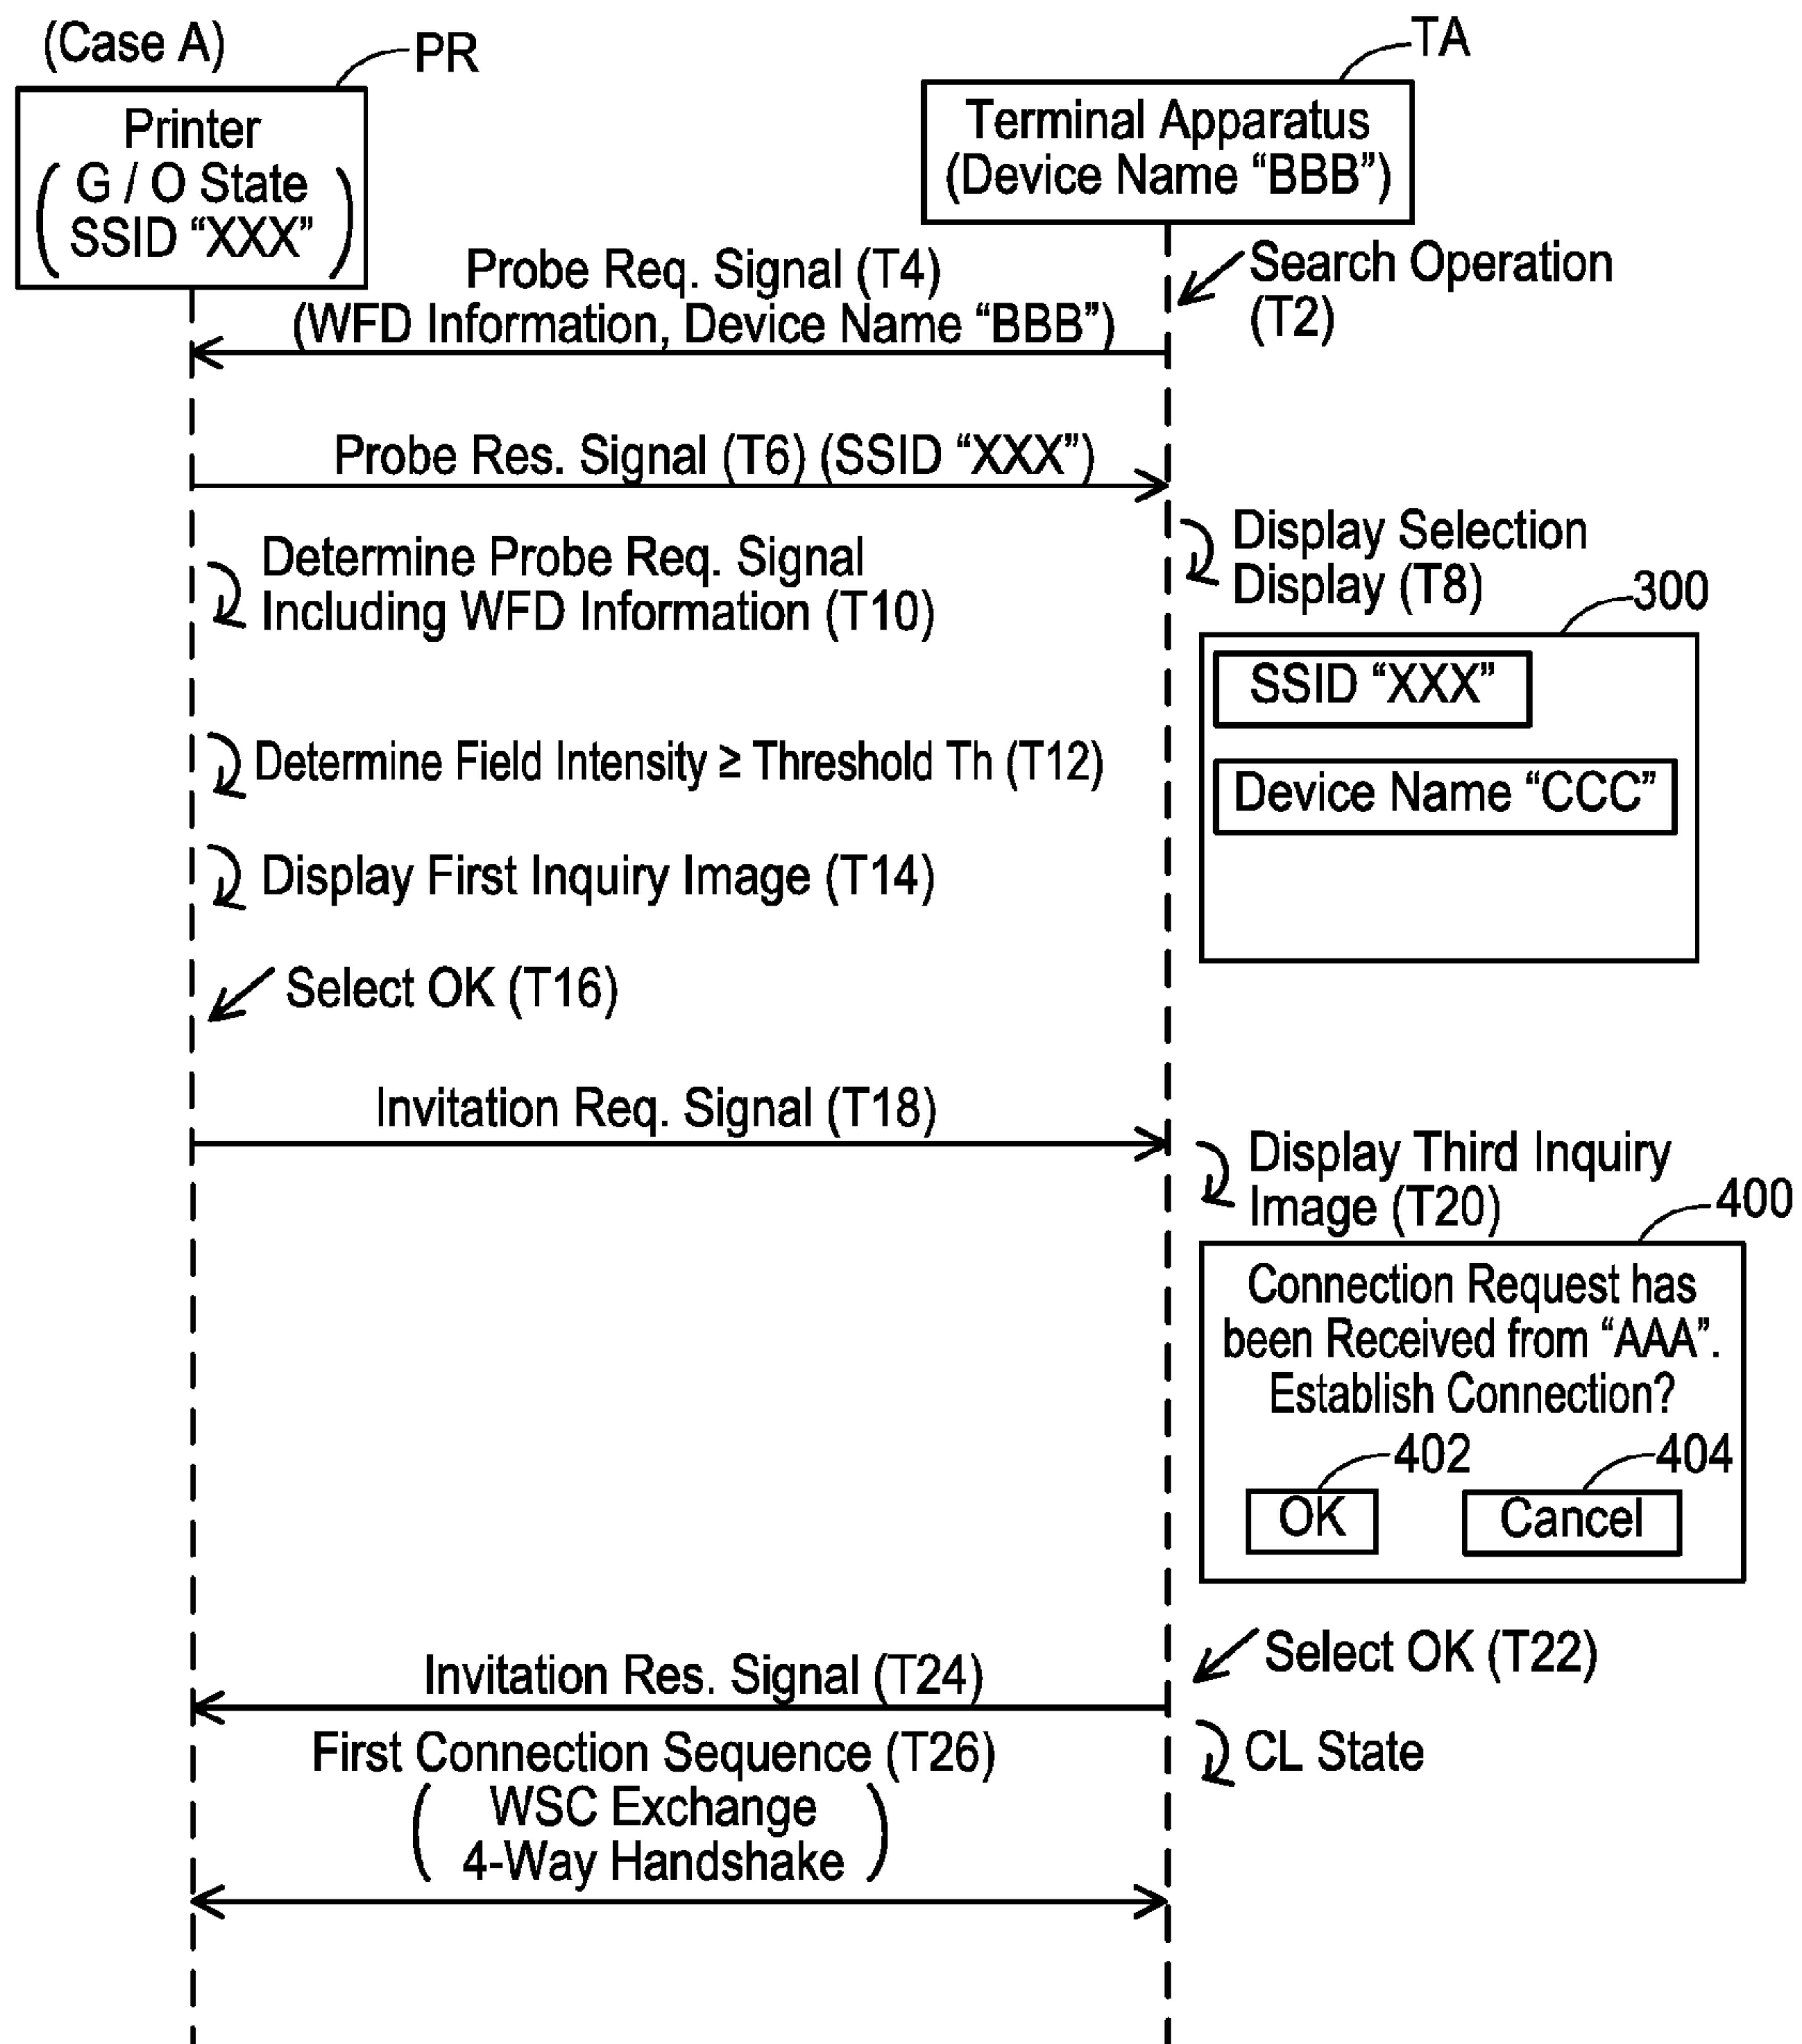 (Case A)
PR
TA
Printer
G / O State
SSID “XXX”
Terminal Apparatus
(Device Name “BBB”)
Search Operation
(T2)
Probe Req. Signal (T4)
(WFD Information, Device Name “BBB”)
Probe Res. Signal (T6) (SSID “XXX”)
Display Selection
Display (T8)
300
SSID “XXX”
Device Name “CCC”
Determine Probe Req. Signal
Including WFD Information (T10)
Determine Field Intensity ≥ Threshold Th (T12)
Display First Inquiry Image (T14)
Select OK (T16)
Invitation Req. Signal (T18)
Display Third Inquiry
Image (T20)
400
Connection Request has
been Received from “AAA”.
Establish Connection?
402
404
OK
Cancel
Select OK (T22)
Invitation Res. Signal (T24)
CL State
First Connection Sequence (T26)
WSC Exchange
4-Way Handshake